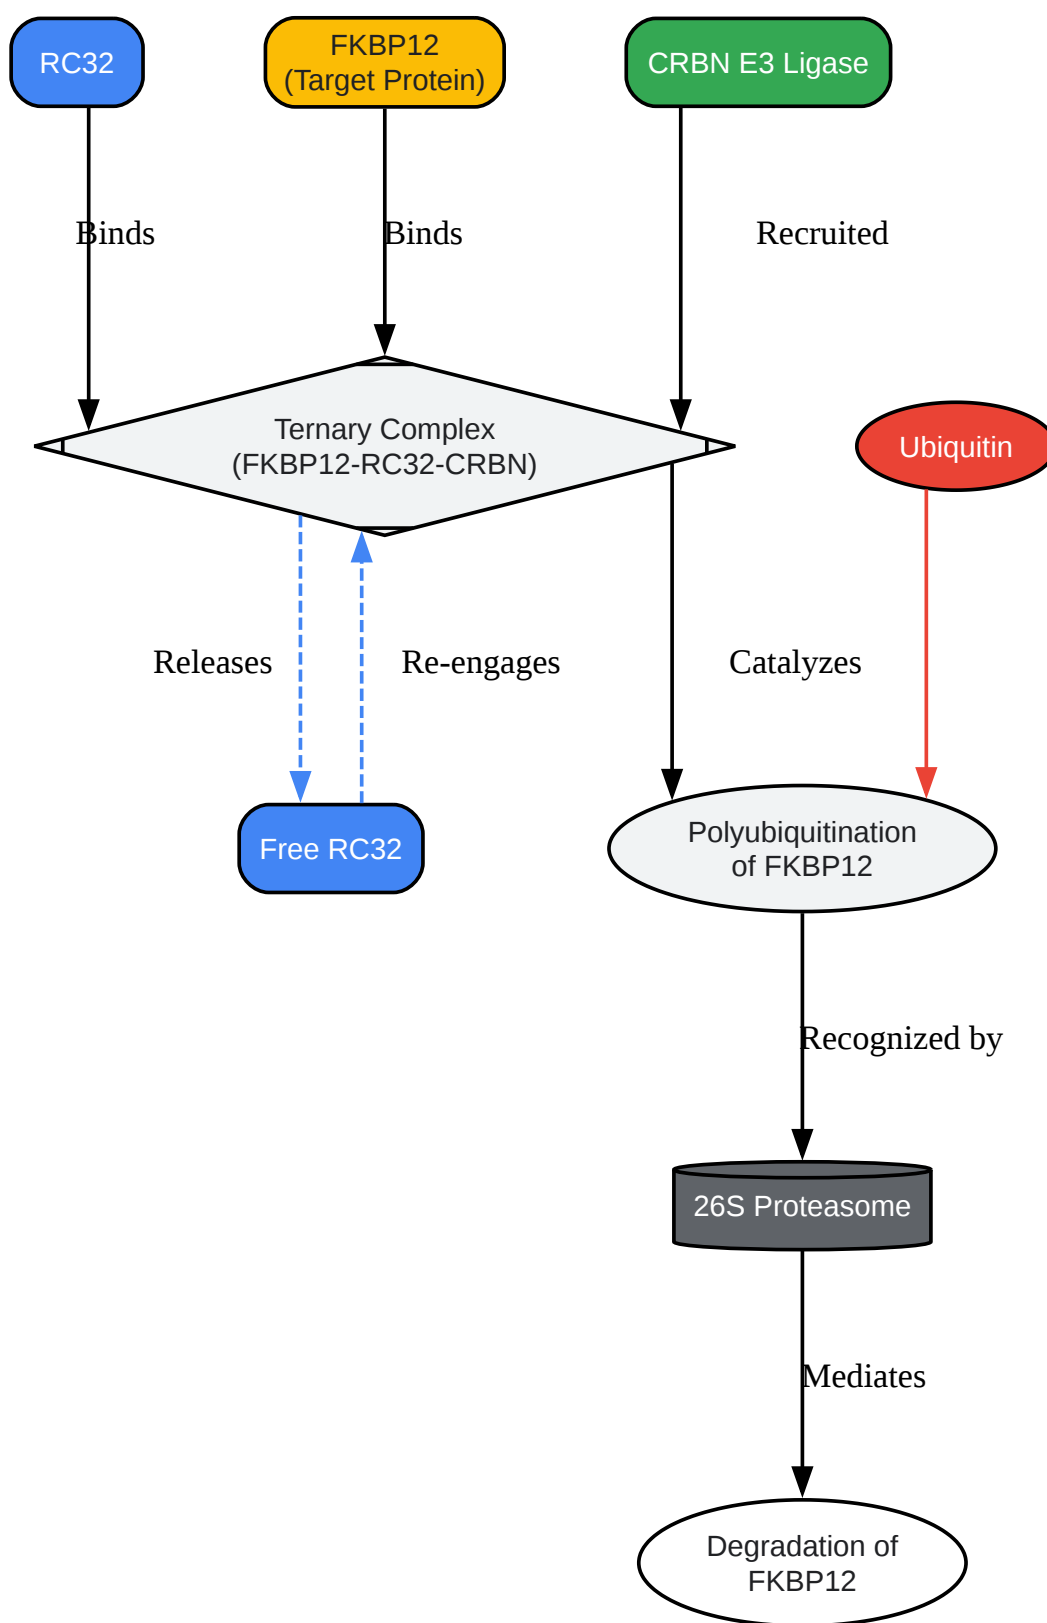 RC32
FKBP12
(Target Protein)
CRBN E3 Ligase
Binds
Binds
Recruited
Ternary Complex
(FKBP12-RC32-CRBN)
Ubiquitin
Releases
Re-engages
Catalyzes
Free RC32
Polyubiquitination
of FKBP12
Recognized by
26S Proteasome
Mediates
Degradation of
FKBP12